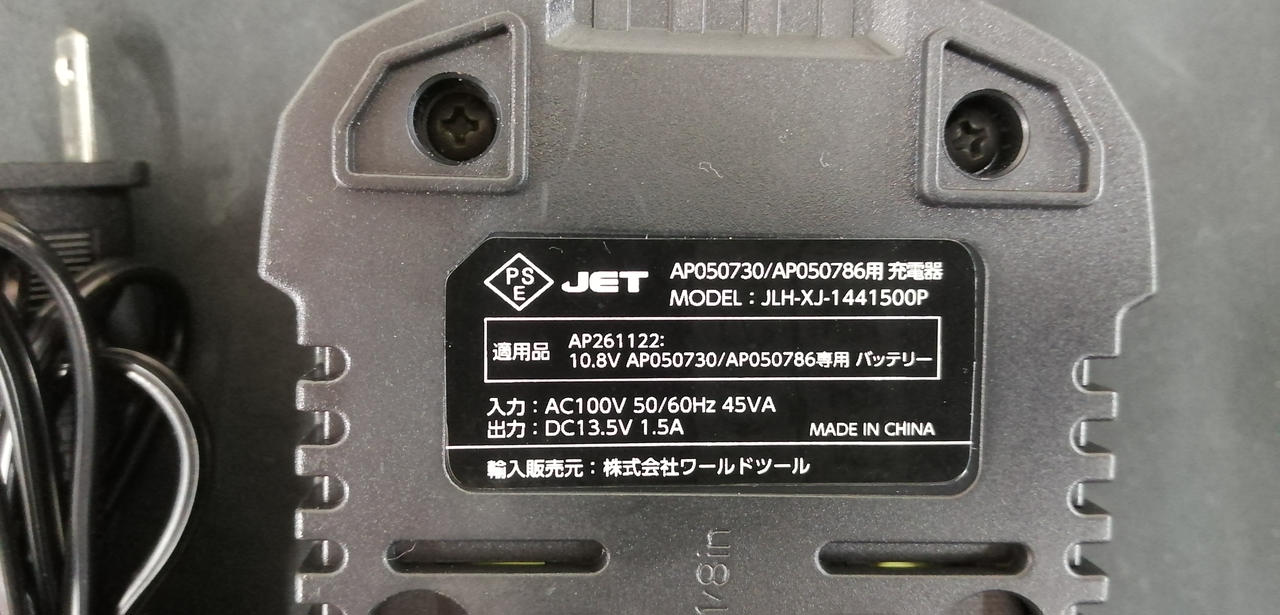 PSE JET AP050730/AP050786用 充電器
MODEL：JLH-XJ-1441500P
適用品
AP261122:
10.8V AP050730/AP050786専用 バッテリー
入力：AC100V 50/60Hz 45VA
出力：DC13.5V 1.5A
MADE IN CHINA
輸入販売元：株式会社ワールドツール
1/8in